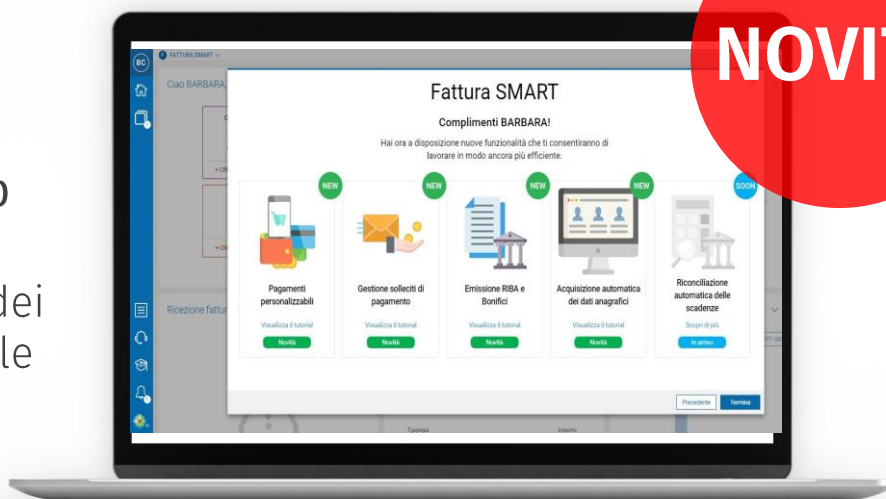 NOVIT
BC
FATTURA SMART
Ciao BARBARA,
Fattura SMART
Complimenti BARBARA!
Hai ora a disposizione nuove funzionalità che ti consentiranno di
lavorare in modo ancora più efficiente.
NEW
NEW
NEW
NEW
SOON
Pagamenti
personalizzabili
Visualizza il tutorial
Novità
Gestione solleciti di
pagamento
Visualizza il tutorial
Novità
Emissione RIBA e
Bonifici
Visualizza il tutorial
Novità
Acquisizione automatica
dei dati anagrafici
Visualizza il tutorial
Novità
Riconciliazione
automatica delle
scadenze
Scopri di più
In arrivo
Precedente
Termina
Ricezione fattur
Tipologia
Importo
dei
le